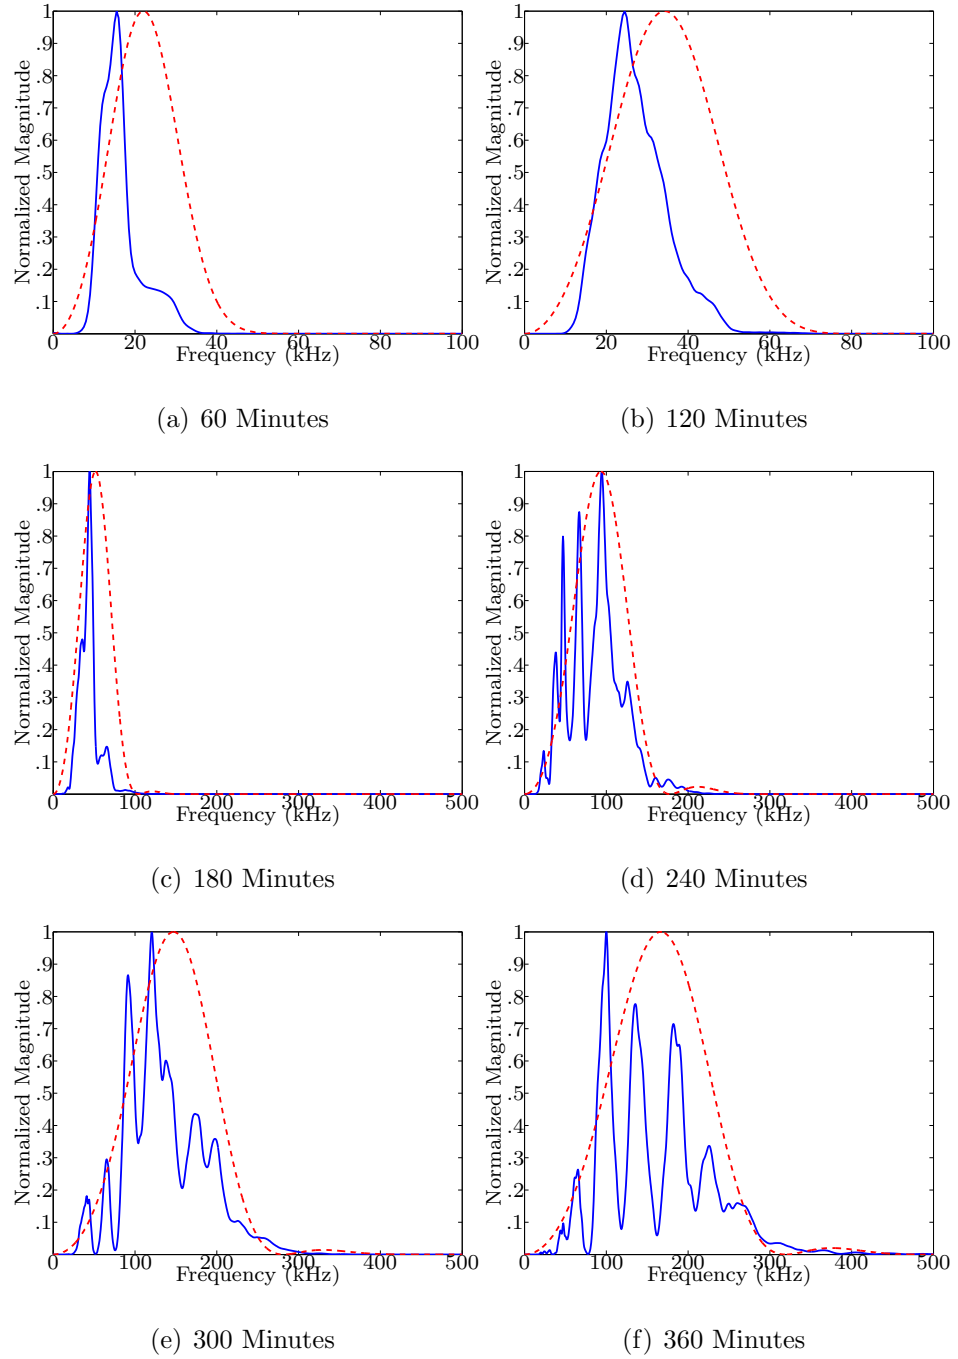 1
.9
.8
.7
.6
.5
.4
.3
.2
.1
Normalized Magnitude
0 20 40 60 80 100
Frequency (kHz)
(a) 60 Minutes
1
.9
.8
.7
.6
.5
.4
.3
.2
.1
Normalized Magnitude
0 20 40 60 80 100
Frequency (kHz)
(b) 120 Minutes
1
.9
.8
.7
.6
.5
.4
.3
.2
.1
Normalized Magnitude
0 100 200 300 400 500
Frequency (kHz)
(c) 180 Minutes
1
.9
.8
.7
.6
.5
.4
.3
.2
.1
Normalized Magnitude
0 100 200 300 400 500
Frequency (kHz)
(d) 240 Minutes
1
.9
.8
.7
.6
.5
.4
.3
.2
.1
Normalized Magnitude
0 100 200 300 400 500
Frequency (kHz)
(e) 300 Minutes
1
.9
.8
.7
.6
.5
.4
.3
.2
.1
Normalized Magnitude
0 100 200 300 400 500
Frequency (kHz)
(f) 360 Minutes